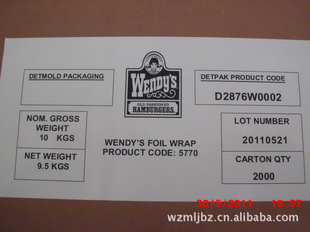 DETMOLD PACKAGING
Wendy's
OLD FASHIONED
HAMBURGERS.
DETPAK PRODUCT CODE
D2876W0002
NOM. GROSS
WEIGHT
10 KGS
NET WEIGHT
9.5 KGS
WENDY'S FOIL WRAP
PRODUCT CODE: 5770
LOT NUMBER
20110521
CARTON QTY
2000
wzmljbz.cn.alibaba.com